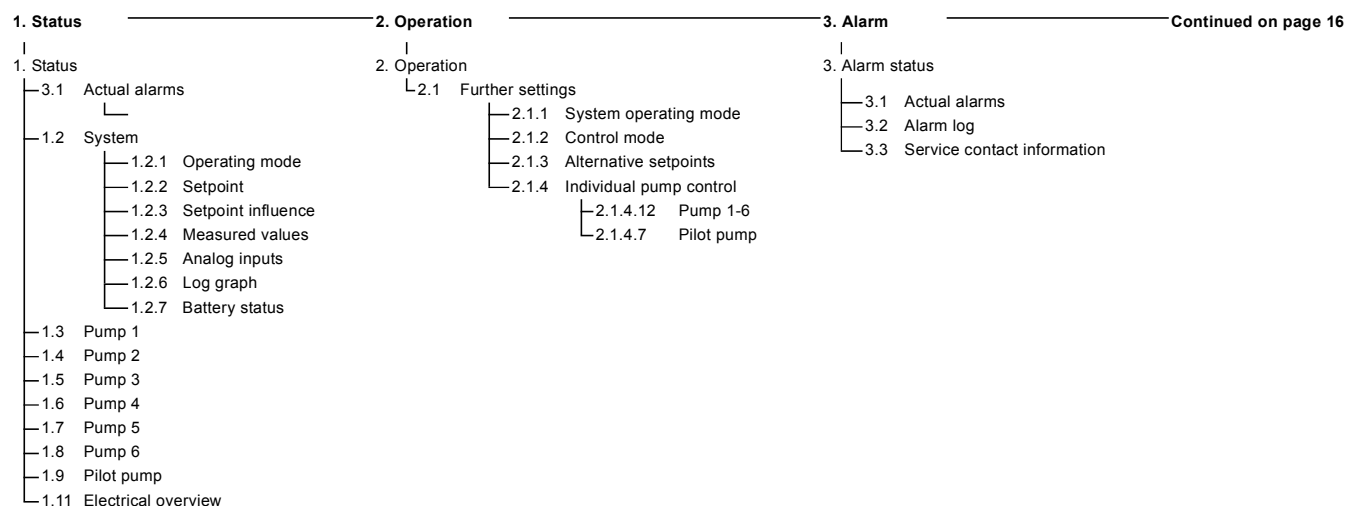 1. Status 2. Operation 3. Alarm Continued on page 16
1. Status
3.1 Actual alarms
1.2 System
1.2.1 Operating mode
1.2.2 Setpoint
1.2.3 Setpoint influence
1.2.4 Measured values
1.2.5 Analog inputs
1.2.6 Log graph
1.2.7 Battery status
1.3 Pump 1
1.4 Pump 2
1.5 Pump 3
1.6 Pump 4
1.7 Pump 5
1.8 Pump 6
1.9 Pilot pump
1.11 Electrical overview
2. Operation
2.1 Further settings
2.1.1 System operating mode
2.1.2 Control mode
2.1.3 Alternative setpoints
2.1.4 Individual pump control
2.1.4.12 Pump 1-6
2.1.4.7 Pilot pump
3. Alarm status
3.1 Actual alarms
3.2 Alarm log
3.3 Service contact information